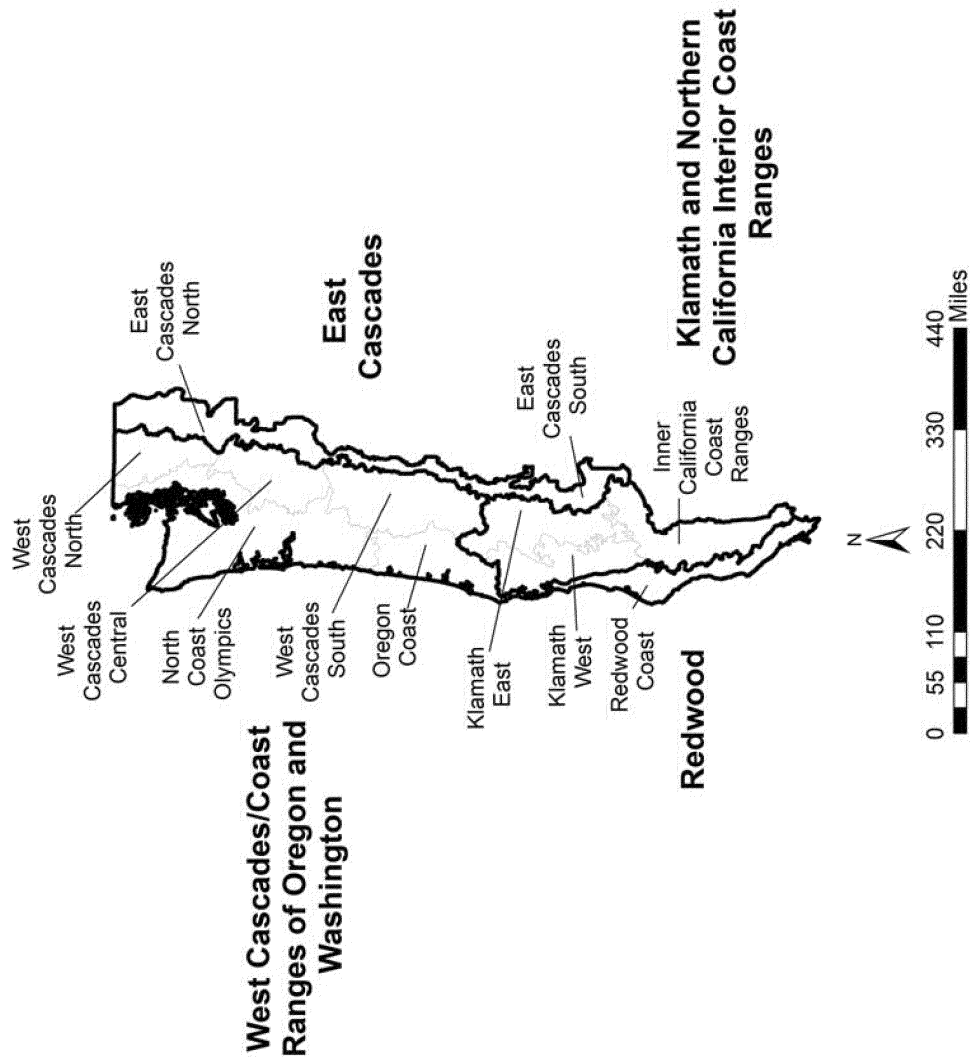 West
Cascades
North
East
Cascades
North
West
Cascades
Central
North
Coast
Olympics
West
Cascades
South
Oregon
Coast
Klamath
East
Klamath
West
Redwood
Coast
East
Cascades
South
Inner
California
Coast
Ranges
West Cascades/Coast
Ranges of Oregon and
Washington
East
Cascades
Redwood
Klamath and Northern
California Interior Coast
Ranges
N
0 55 110 220 330 440
Miles